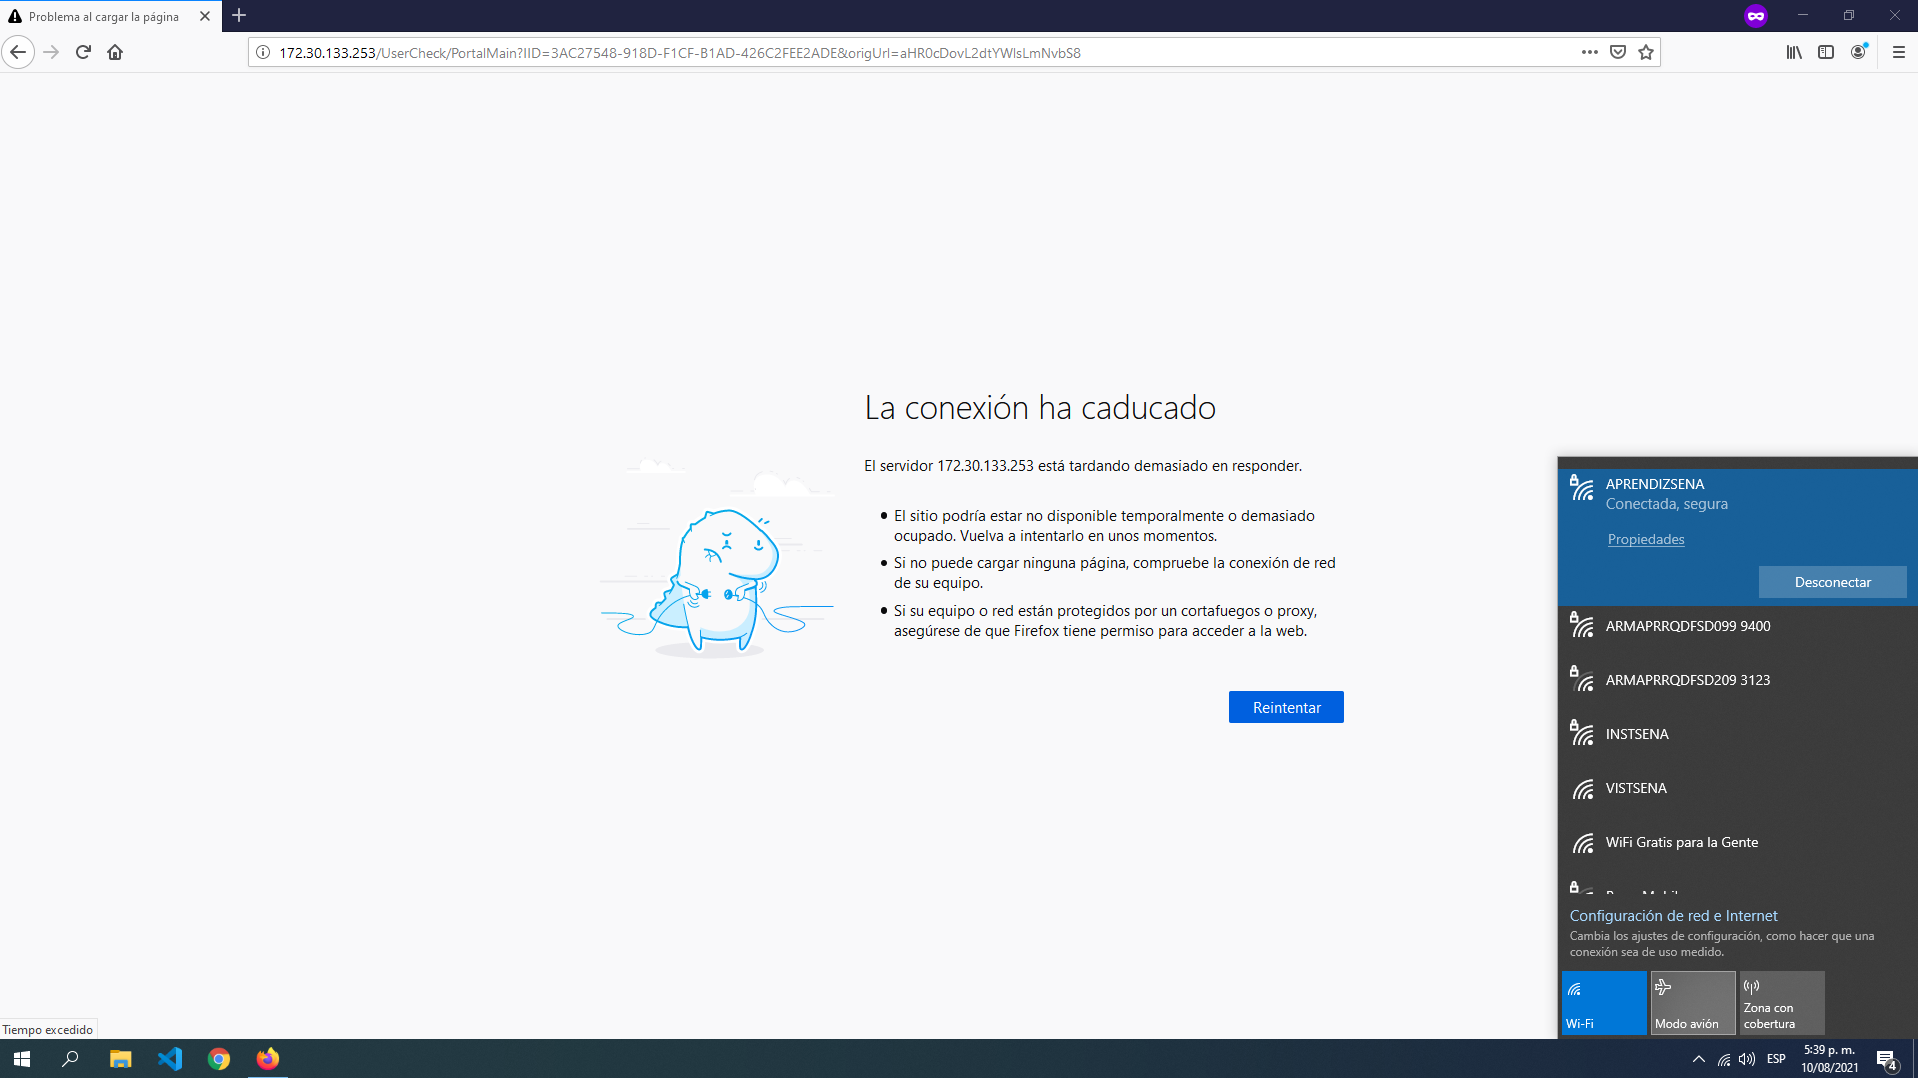 Problema al cargar la página
172.30.133.253/UserCheck/PortalMain?IID=3AC27548-918D-F1CF-B1AD-426C2FEE2ADE&origUrl=aHR0cDovL2dtYWlsLmNvbS8
La conexión ha caducado
El servidor 172.30.133.253 está tardando demasiado en responder.
• El sitio podría estar no disponible temporalmente o demasiado
ocupado. Vuelva a intentarlo en unos momentos.
• Si no puede cargar ninguna página, compruebe la conexión de red
de su equipo.
• Si su equipo o red están protegidos por un cortafuegos o proxy,
asegúrese de que Firefox tiene permiso para acceder a la web.
Reintentar
APRENDIZSENA
Conectada, segura
Propiedades
Desconectar
ARMAPRRQDFSD099 9400
ARMAPRRQDFSD209 3123
INSTSENA
VISTSENA
WiFi Gratis para la Gente
Configuración de red e Internet
Cambia los ajustes de configuración, como hacer que una
conexión sea de uso medido.
Wi-Fi
Modo avión
Zona con
cobertura
Tiempo excedido
ESP
5:39 p. m.
10/08/2021
4